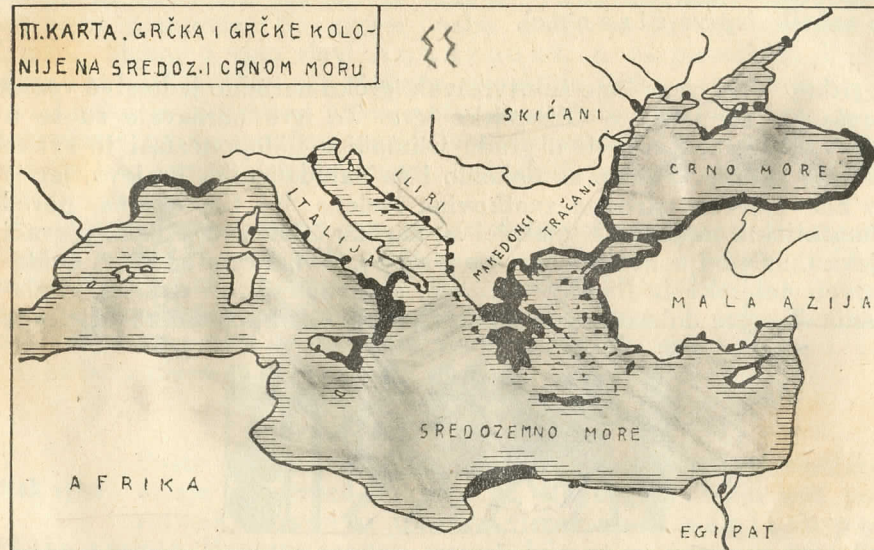 III. KARTA. GRČKA I GRČKE KOLO-
NIJE NA SREDOZ. I CRNOM MORU
SKIĆANI
CRNO MORE
ILIRI
ITALIJA
MAKEDONCI
TRAČANI
MALA AZIJA
SREDOZEMNO MORE
AFRIKA
EGIPAT